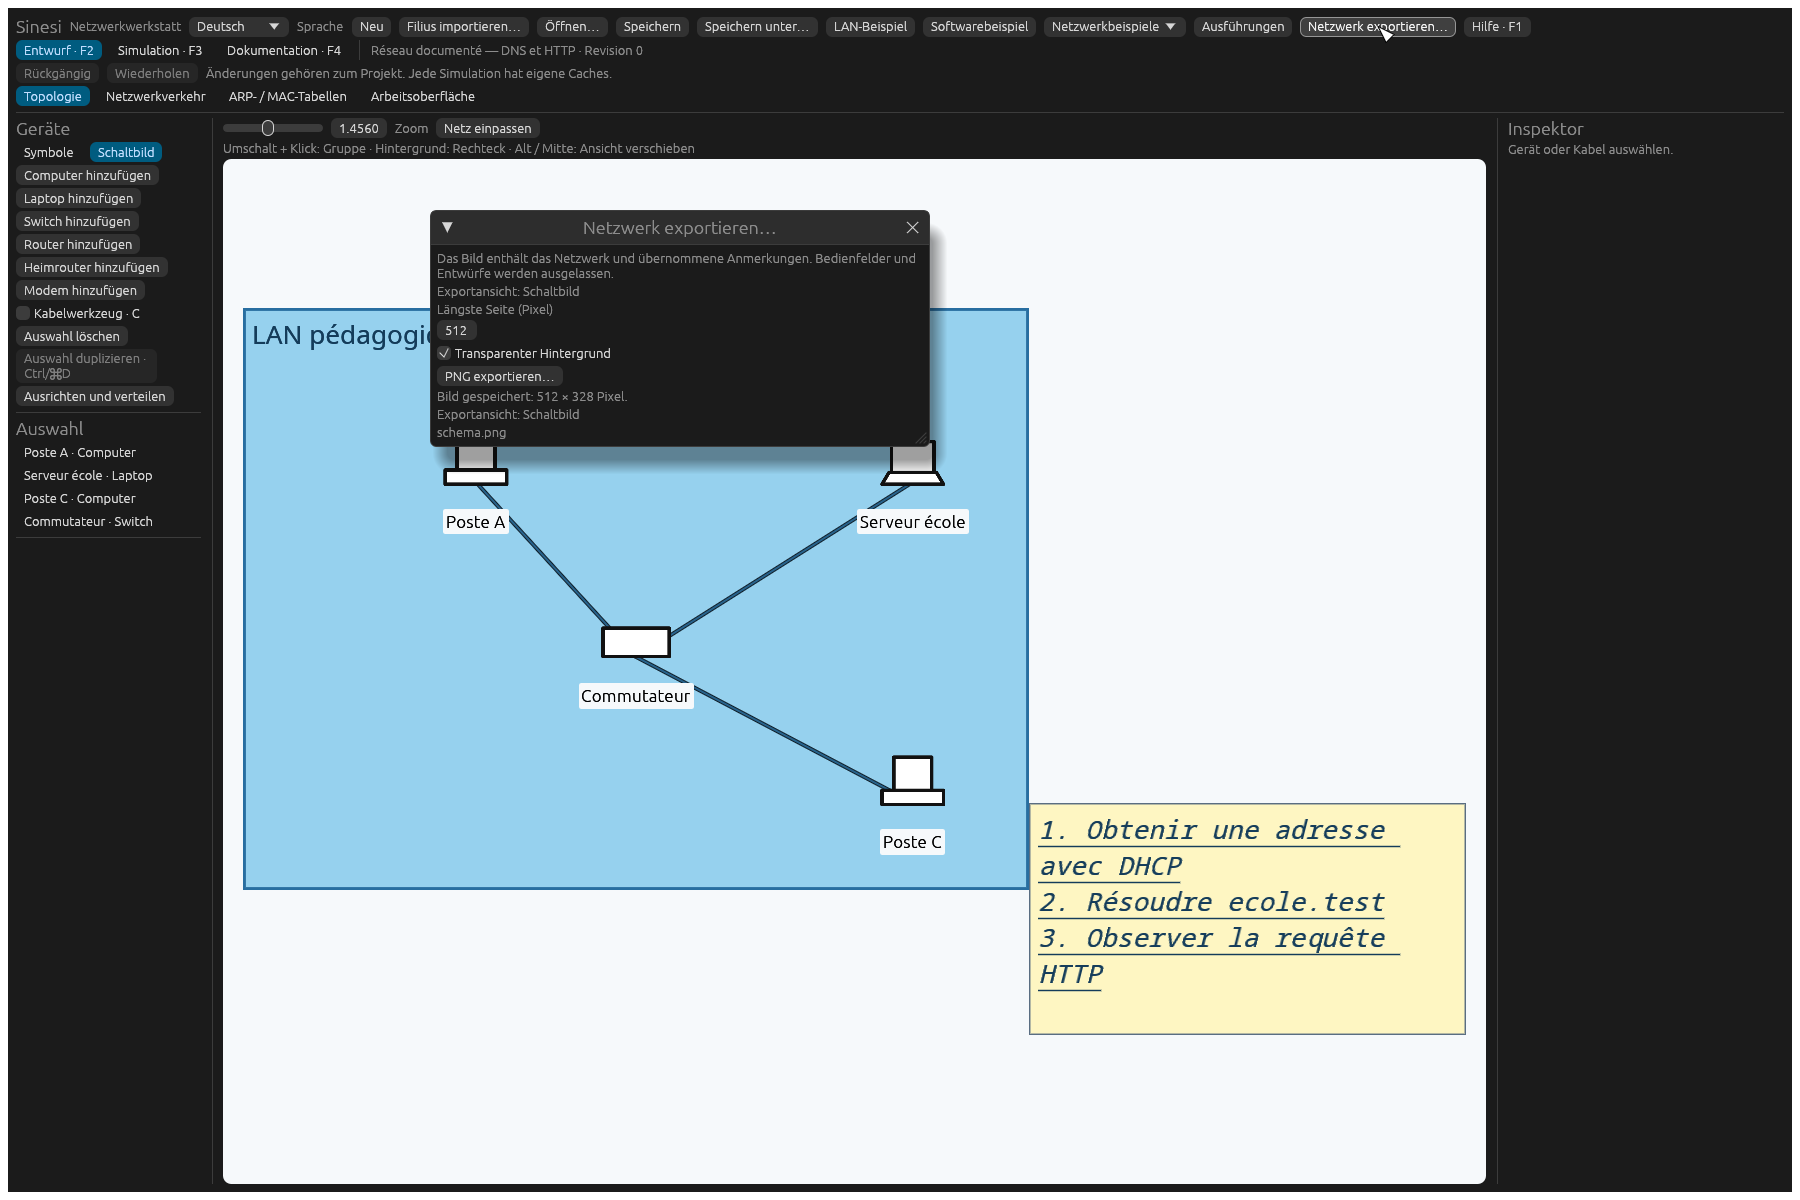 Sinesi Netzwerkwerkstatt Deutsch Sprache Neu Filius importieren... Öffnen... Speichern Speichern unter... LAN-Beispiel Softwarebeispiel Netzwerkbeispiele Ausführungen Netzwerk exportieren... Hilfe · F1
Entwurf · F2 Simulation · F3 Dokumentation · F4 Réseau documenté — DNS et HTTP · Revision 0
Rückgängig Wiederholen Änderungen gehören zum Projekt. Jede Simulation hat eigene Caches.
Topologie Netzwerkverkehr ARP- / MAC-Tabellen Arbeitsoberfläche
Geräte
Symbole Schaltbild
Computer hinzufügen
Laptop hinzufügen
Switch hinzufügen
Router hinzufügen
Heimrouter hinzufügen
Modem hinzufügen
Kabelwerkzeug · C
Auswahl löschen
Auswahl duplizieren ·
Ctrl/⌘D
Ausrichten und verteilen
Auswahl
Poste A · Computer
Serveur école · Laptop
Poste C · Computer
Commutateur · Switch
1.4560 Zoom Netz einpassen
Umschalt + Klick: Gruppe · Hintergrund: Rechteck · Alt / Mitte: Ansicht verschieben
Netzwerk exportieren...
Das Bild enthält das Netzwerk und übernommene Anmerkungen. Bedienfelder und
Entwürfe werden ausgelassen.
Exportansicht: Schaltbild
Längste Seite (Pixel)
512
Transparenter Hintergrund
PNG exportieren...
Bild gespeichert: 512 × 328 Pixel.
Exportansicht: Schaltbild
schema.png
LAN
Poste A
Serveur école
Commutateur
Poste C
1. Obtenir une adresse
avec DHCP
2. Résoudre ecole.test
3. Observer la requête
HTTP
Inspektor
Gerät oder Kabel auswählen.